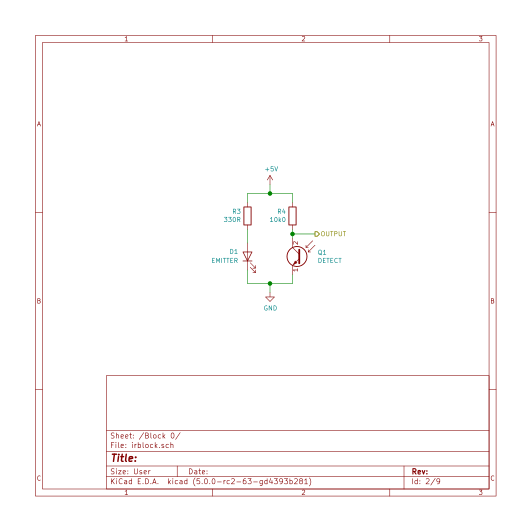 1 2 3
A A
+5V
R3 R4
330R 10k0
2 OUTPUT
D1 Q1
EMITTER DETECT
1
B B
GND
Sheet: /Block 0/
File: irblock.sch
Title:
Size: User Date: Rev:
C C
KiCad E.D.A. kicad (5.0.0-rc2-63-gd4393b281) Id: 2/9
1 2 3